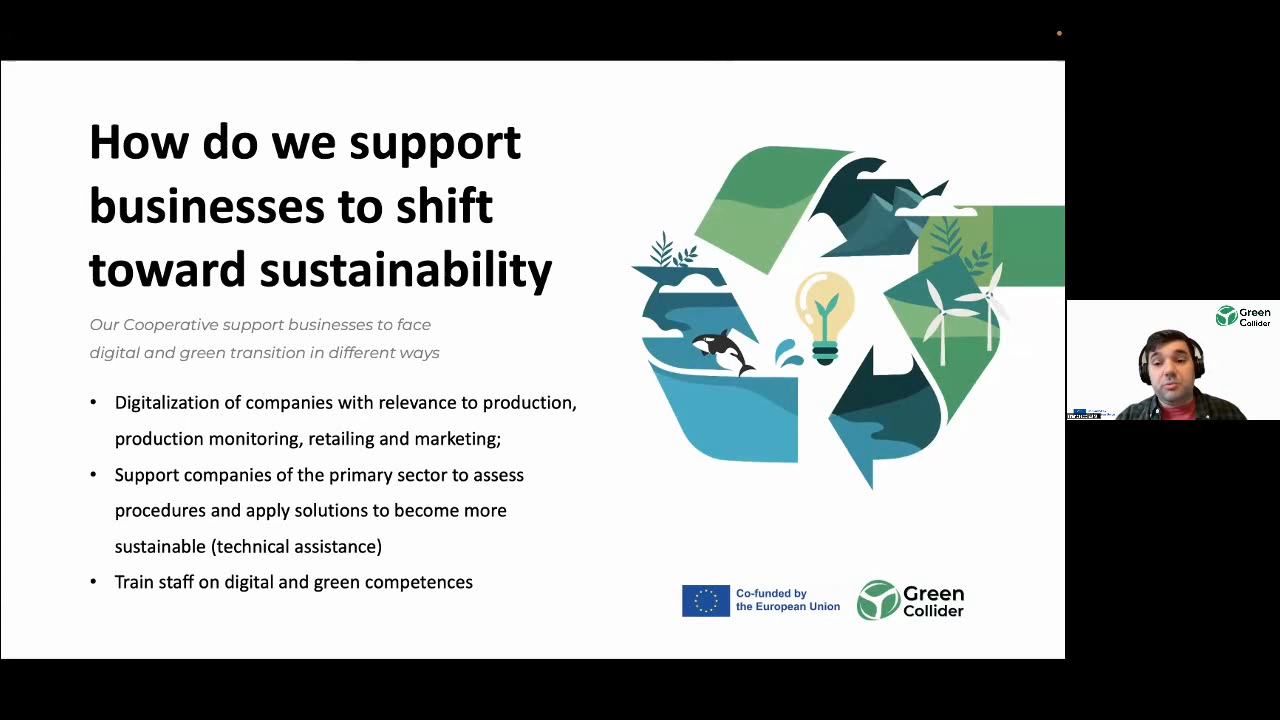 How do we support
businesses to shift
toward sustainability
Our Cooperative support businesses to face
digital and green transition in different ways
• Digitalization of companies with relevance to production,
production monitoring, retailing and marketing;
• Support companies of the primary sector to assess
procedures and apply solutions to become more
sustainable (technical assistance)
• Train staff on digital and green competences
Co-funded by
the European Union
Green
Collider
Green
Collider